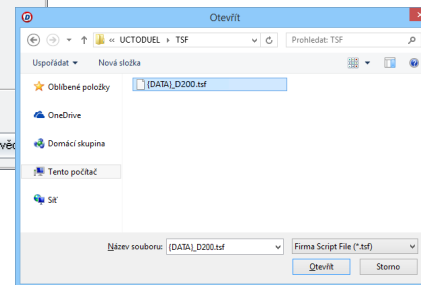 Otevřít
« UCTODUEL ▸ TSF
Prohledat: TSF
Uspořádat
Nová složka
Oblíbené položky
{DATA}_D200.tsf
OneDrive
Domácí skupina
Tento počítač
Síť
Název souboru: {DATA}_D200.tsf
Firma Script File (*.tsf)
Otevřít
Storno